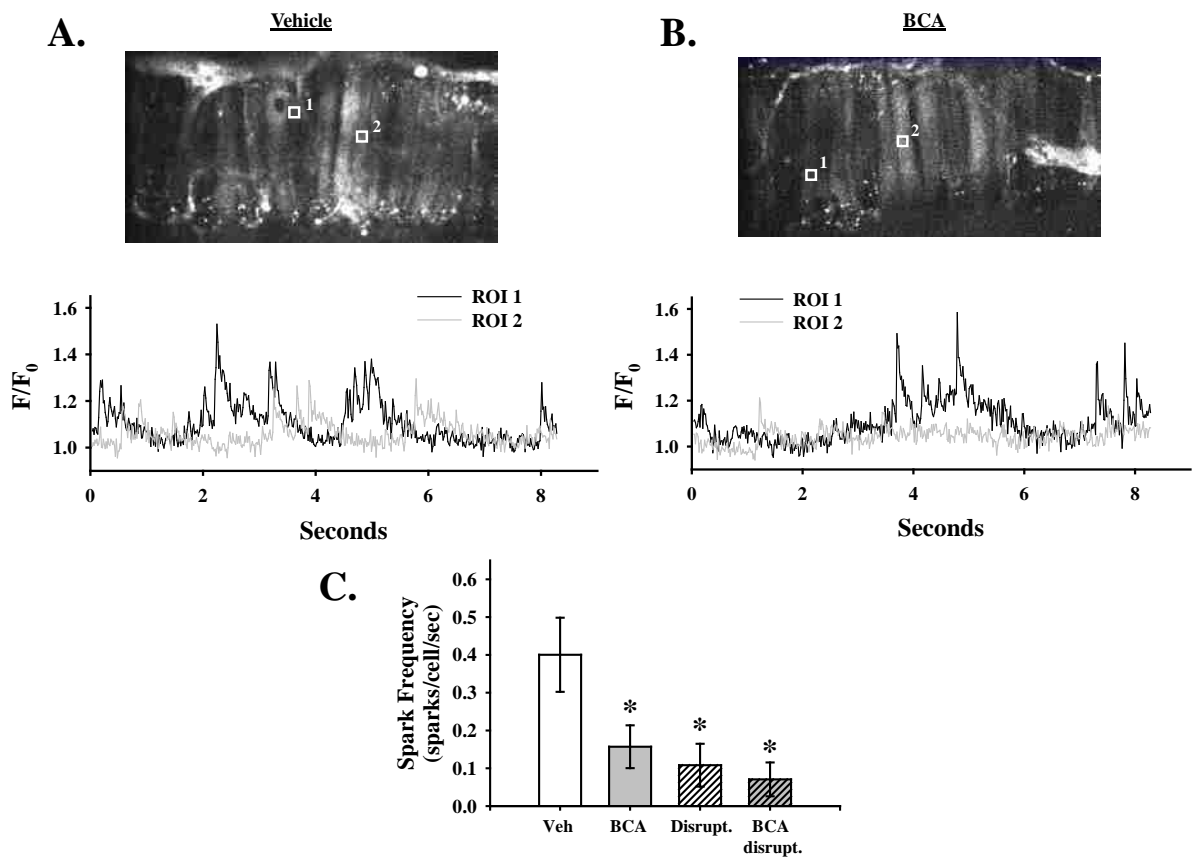 A.
Vehicle
1
2
B.
BCA
1
2
ROI 1
ROI 2
1.6
1.4
1.2
1.0
F/F0
0 2 4 6 8
Seconds
ROI 1
ROI 2
1.6
1.4
1.2
1.0
F/F0
0 2 4 6 8
Seconds
C.
Spark Frequency
(sparks/cell/sec)
0.6
0.5
0.4
0.3
0.2
0.1
0.0
*
*
*
Veh BCA Disrupt. BCA
disrupt.